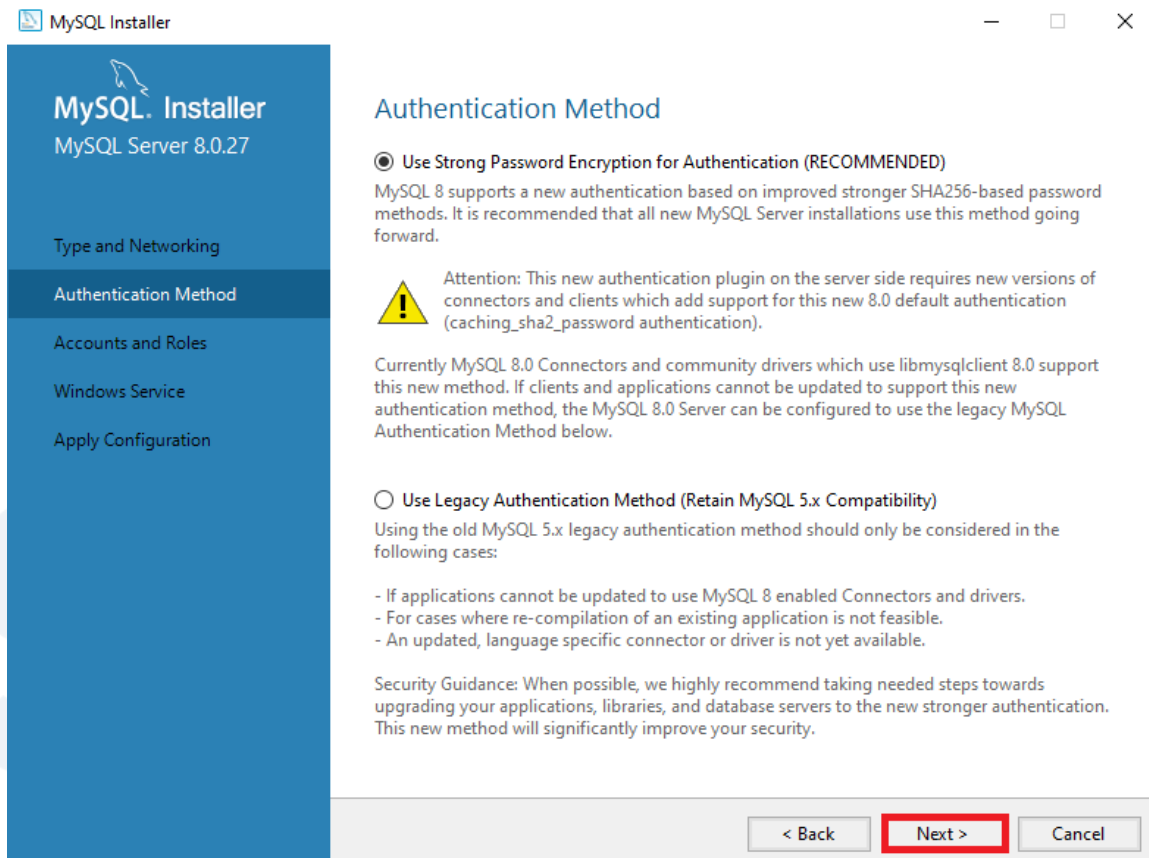 MySQL Installer
MySQL. Installer
MySQL Server 8.0.27
Type and Networking
Authentication Method
Accounts and Roles
Windows Service
Apply Configuration
Authentication Method
Use Strong Password Encryption for Authentication (RECOMMENDED)
MySQL 8 supports a new authentication based on improved stronger SHA256-based password
methods. It is recommended that all new MySQL Server installations use this method going
forward.
Attention: This new authentication plugin on the server side requires new versions of
connectors and clients which add support for this new 8.0 default authentication
(caching_sha2_password authentication).
Currently MySQL 8.0 Connectors and community drivers which use libmysqlclient 8.0 support
this new method. If clients and applications cannot be updated to support this new
authentication method, the MySQL 8.0 Server can be configured to use the legacy MySQL
Authentication Method below.
Use Legacy Authentication Method (Retain MySQL 5.x Compatibility)
Using the old MySQL 5.x legacy authentication method should only be considered in the
following cases:
- If applications cannot be updated to use MySQL 8 enabled Connectors and drivers.
- For cases where re-compilation of an existing application is not feasible.
- An updated, language specific connector or driver is not yet available.
Security Guidance: When possible, we highly recommend taking needed steps towards
upgrading your applications, libraries, and database servers to the new stronger authentication.
This new method will significantly improve your security.
< Back
Next >
Cancel